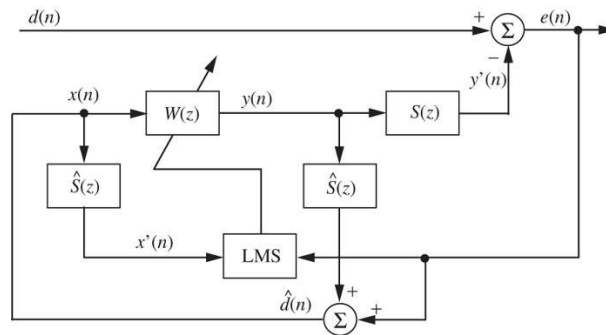 d(n) + Σ e(n)
− y'(n)
x(n) W(z) y(n) S(z)
Ŝ(z) Ŝ(z)
x'(n) LMS
d̂(n) + Σ +